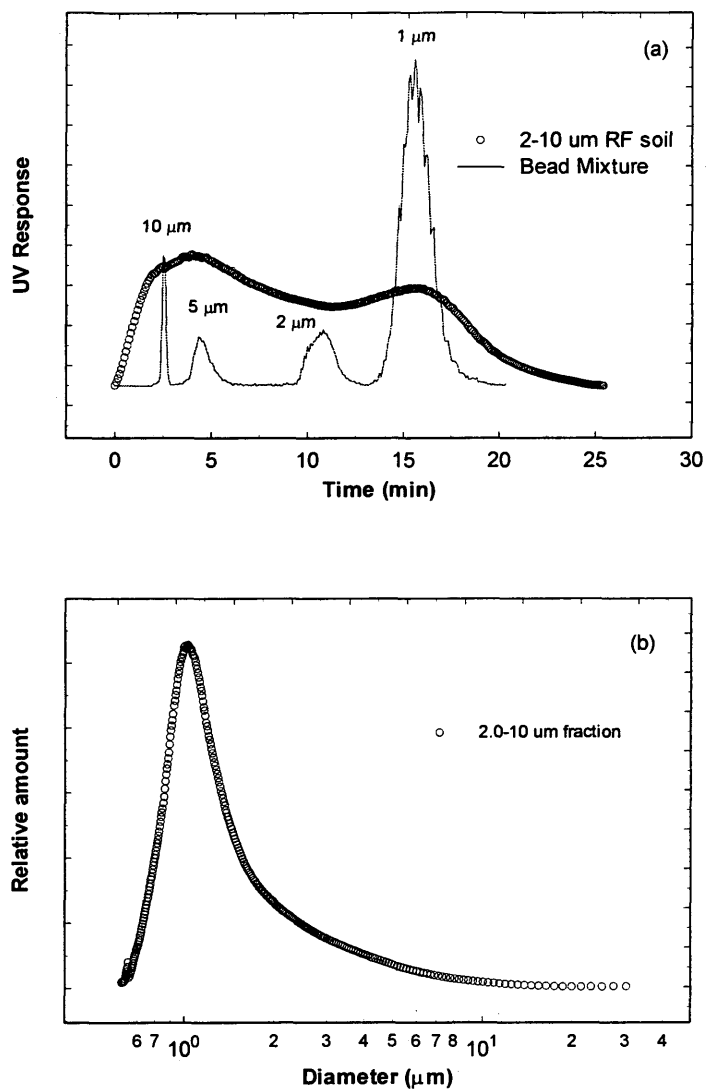 (a)
1 μm
2-10 um RF soil
Bead Mixture
10 μm
5 μm
2 μm
UV Response
0 5 10 15 20 25 30
Time (min)
(b)
2.0-10 um fraction
Relative amount
6 7 10⁰ 2 3 4 5 6 7 8 10¹ 2 3 4
Diameter (μm)